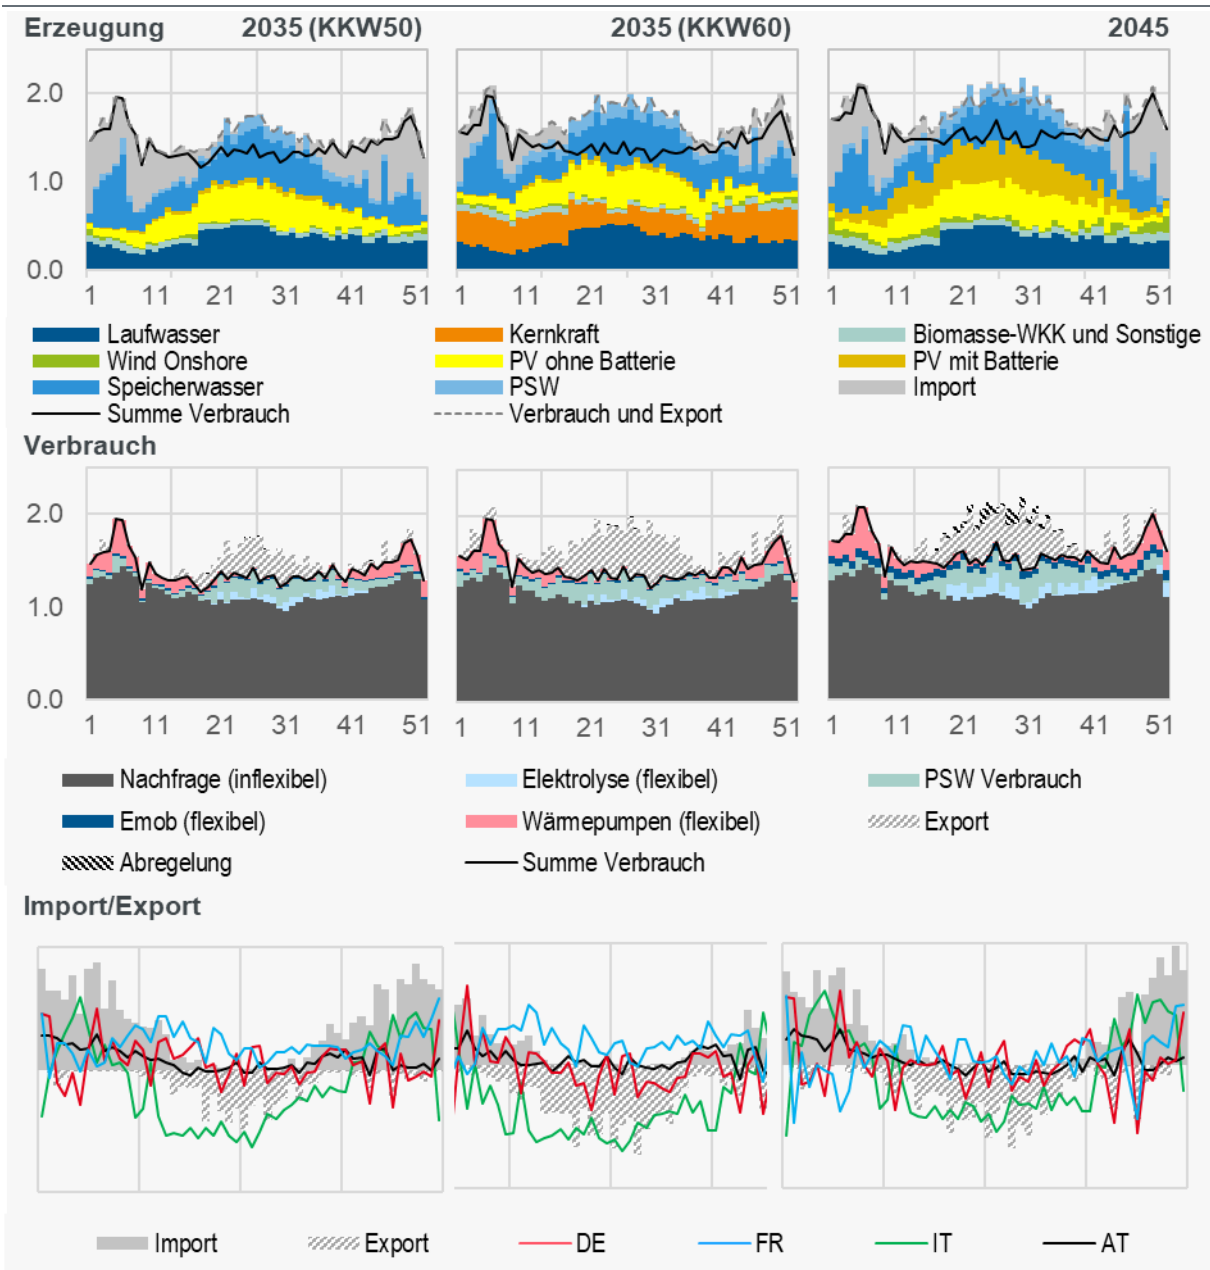 Erzeugung 2035 (KKW50) 2035 (KKW60) 2045
2.0
1.0
0.0
1 11 21 31 41 51 1 11 21 31 41 51 1 11 21 31 41 51
Laufwasser Kernkraft Biomasse-WKK und Sonstige
Wind Onshore PV ohne Batterie PV mit Batterie
Speicherwasser PSW Import
Summe Verbrauch Verbrauch und Export
Verbrauch
2.0
1.0
0.0
1 11 21 31 41 51 1 11 21 31 41 51 1 11 21 31 41 51
Nachfrage (inflexibel) Elektrolyse (flexibel) PSW Verbrauch
Emob (flexibel) Wärmepumpen (flexibel) Export
Abregelung Summe Verbrauch
Import/Export
Import Export DE FR IT AT